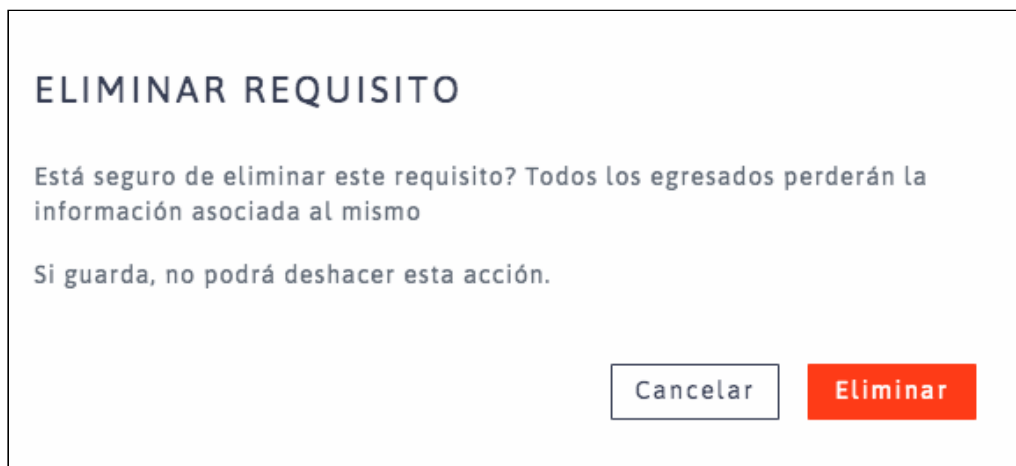 ELIMINAR REQUISITO
Está seguro de eliminar este requisito? Todos los egresados perderán la
información asociada al mismo
Si guarda, no podrá deshacer esta acción.
Cancelar
Eliminar